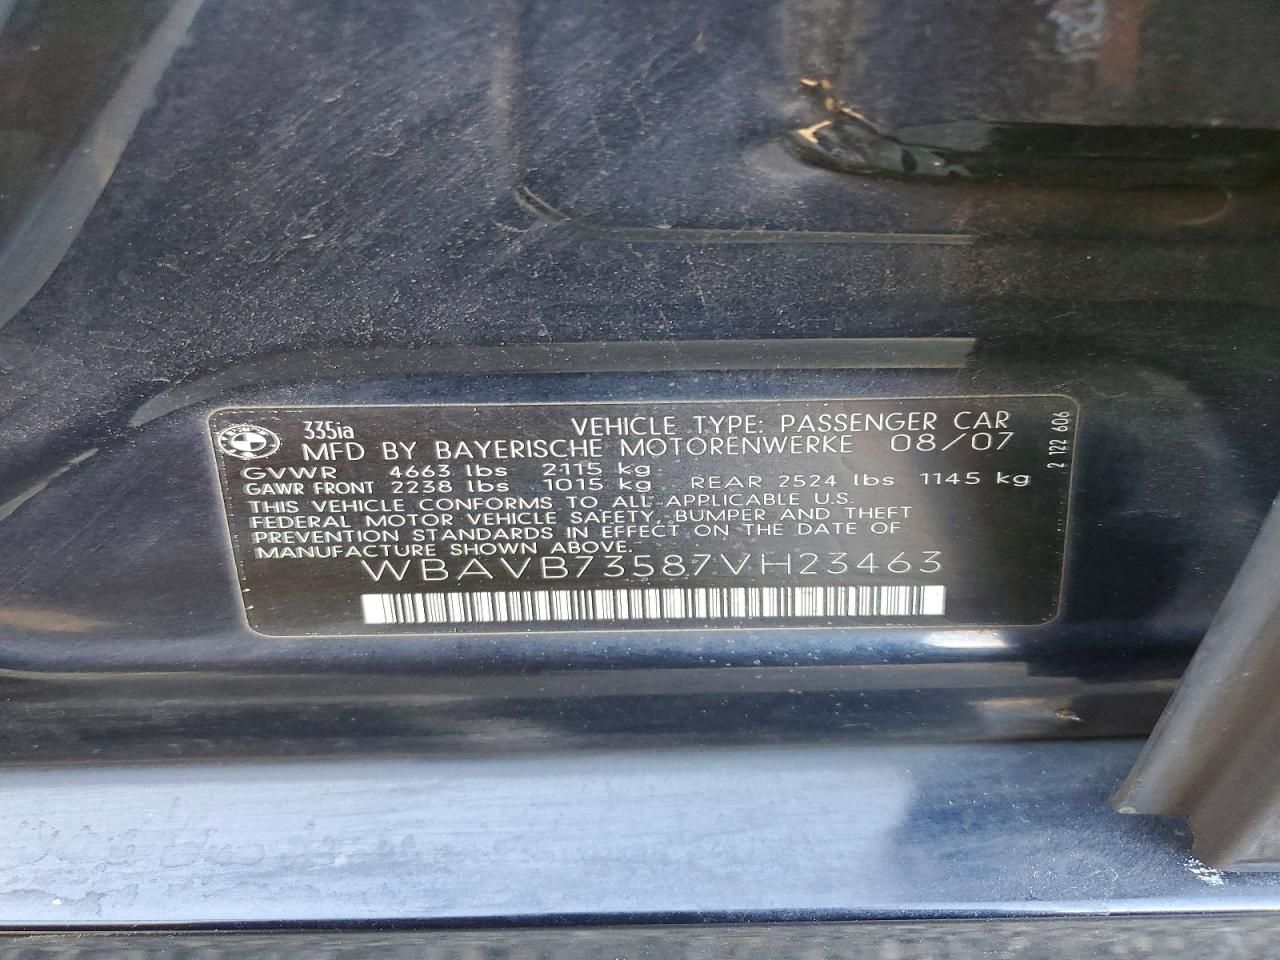 335ia VEHICLE TYPE: PASSENGER CAR
MFD BY BAYERISCHE MOTORENWERKE 08/07
GVWR 4663 lbs 2115 kg
GAWR FRONT 2238 lbs 1015 kg REAR 2524 lbs 1145 kg
THIS VEHICLE CONFORMS TO ALL APPLICABLE U.S.
FEDERAL MOTOR VEHICLE SAFETY, BUMPER AND THEFT
PREVENTION STANDARDS IN EFFECT ON THE DATE OF
MANUFACTURE SHOWN ABOVE.
WBAVB73587VH23463
2 122 606